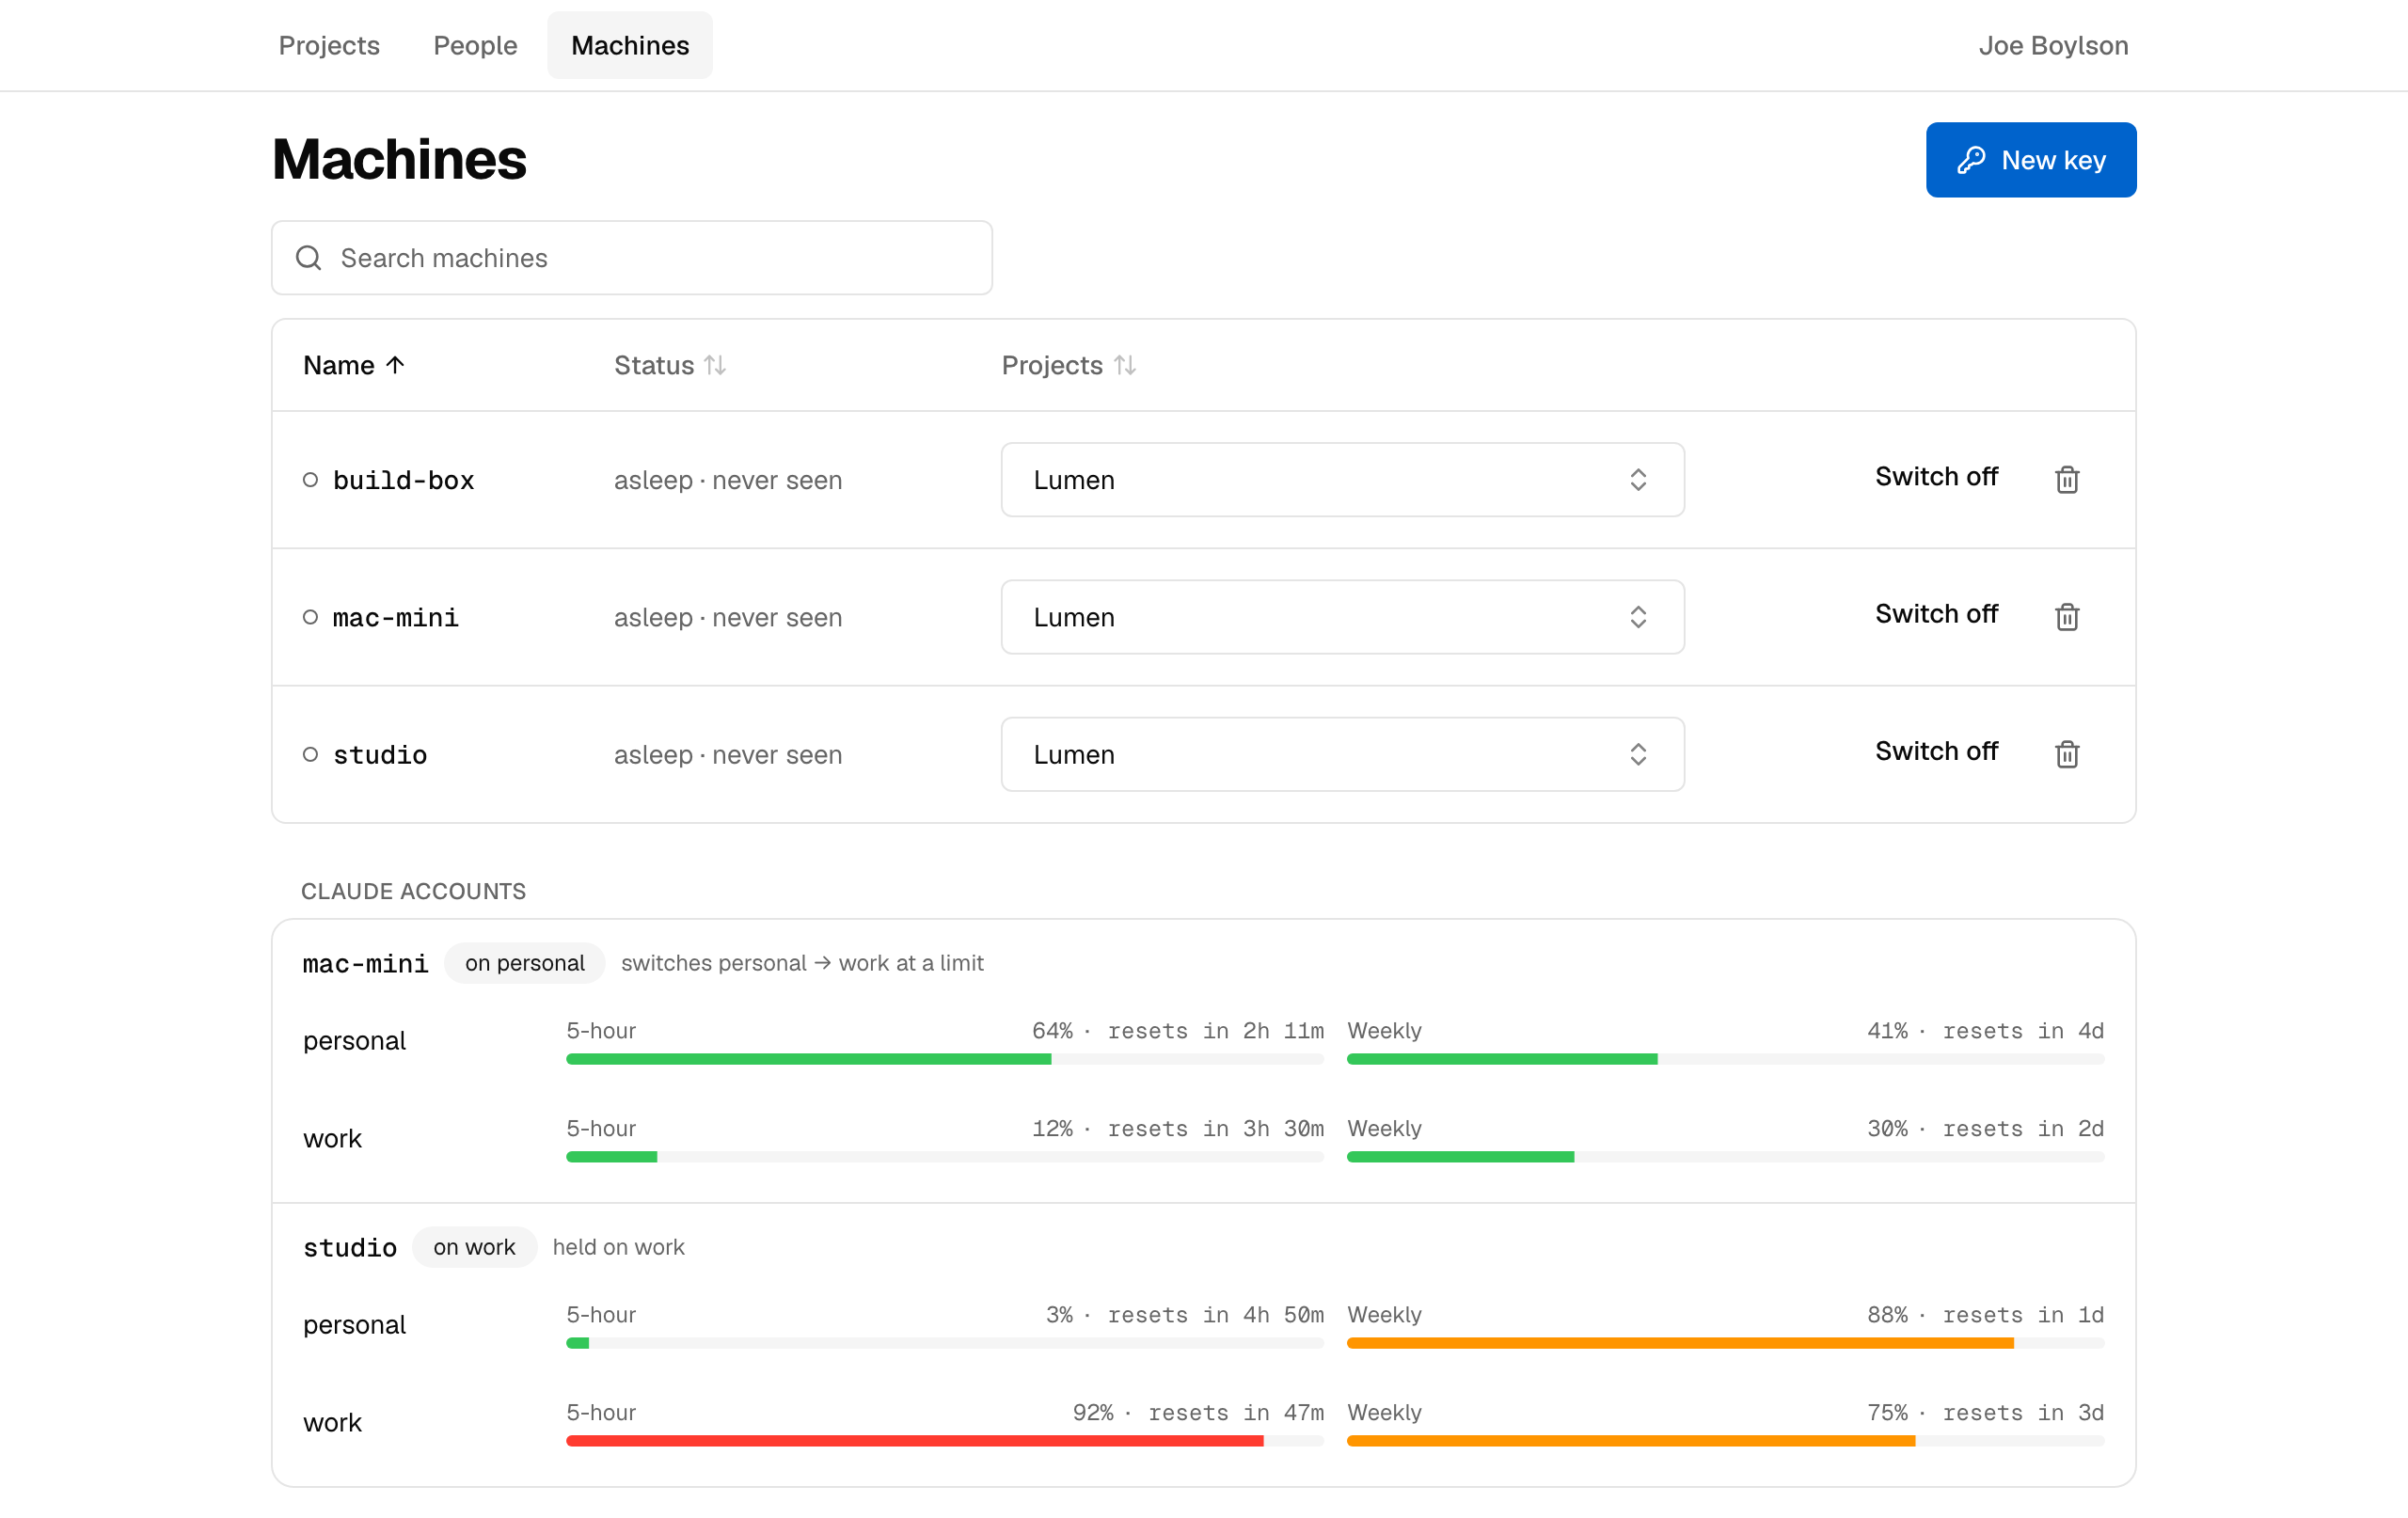 Projects People Machines Joe Boylson
Machines New key
Search machines
Name Status Projects
build-box asleep · never seen Lumen Switch off
mac-mini asleep · never seen Lumen Switch off
studio asleep · never seen Lumen Switch off
CLAUDE ACCOUNTS
mac-mini on personal switches personal → work at a limit
personal 5-hour 64% · resets in 2h 11m Weekly 41% · resets in 4d
work 5-hour 12% · resets in 3h 30m Weekly 30% · resets in 2d
studio on work held on work
personal 5-hour 3% · resets in 4h 50m Weekly 88% · resets in 1d
work 5-hour 92% · resets in 47m Weekly 75% · resets in 3d